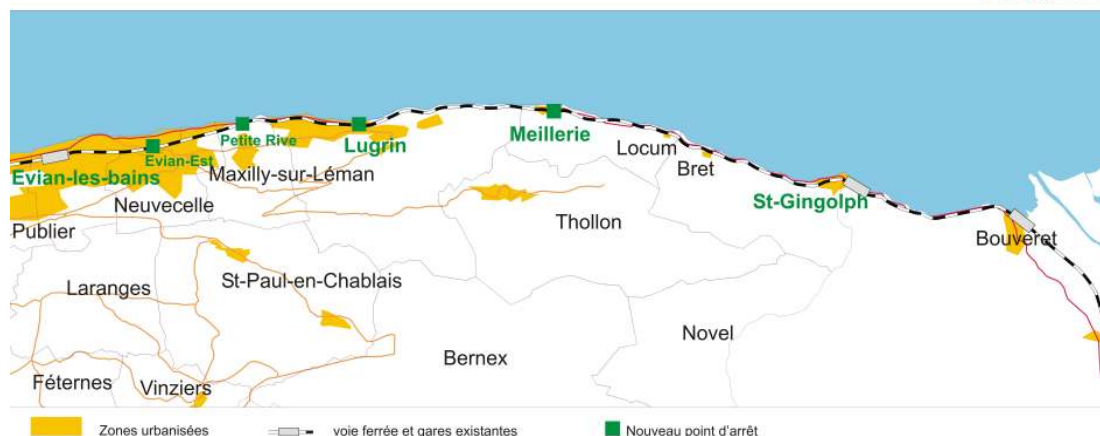 Petite Rive
Lugrin
Meillerie
Evian-Est
Locum
Evian-les-bains
Maxilly-sur-Léman
Bret
Neuvecelle
St-Gingolph
Thollon
Publier
Bouveret
St-Paul-en-Chablais
Laranges
Novel
Bernex
Féternes
Vinziers
Zones urbanisées
voie ferrée et gares existantes
Nouveau point d'arrêt